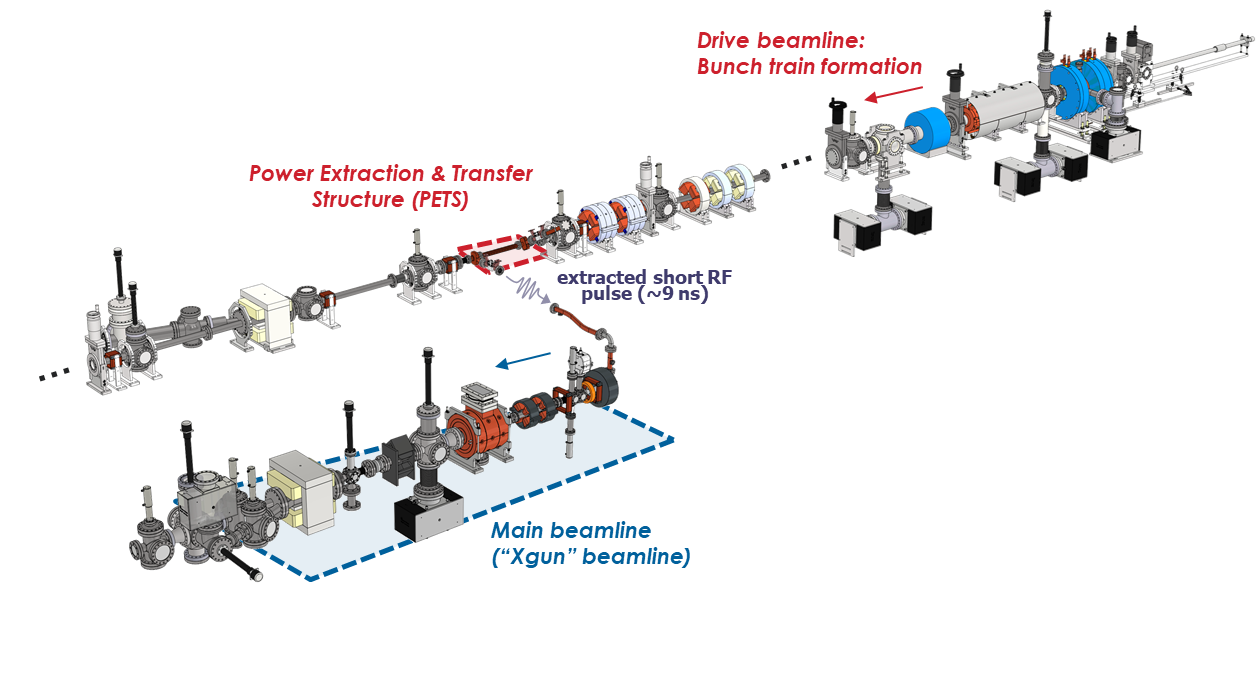 Drive beamline:
Bunch train formation
Power Extraction & Transfer
Structure (PETS)
extracted short RF
pulse (~9 ns)
Main beamline
(“Xgun” beamline)